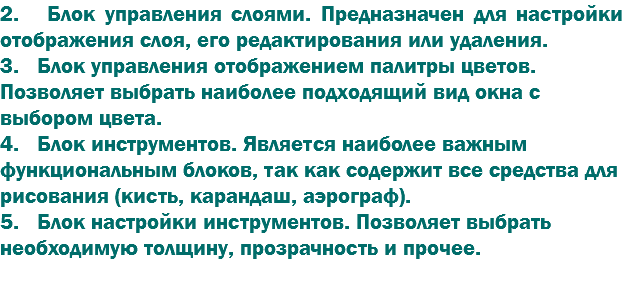 2. Блок управления слоями. Предназначен для настройки
отображения слоя, его редактирования или удаления.
3. Блок управления отображением палитры цветов.
Позволяет выбрать наиболее подходящий вид окна с
выбором цвета.
4. Блок инструментов. Является наиболее важным
функциональным блоков, так как содержит все средства для
рисования (кисть, карандаш, аэрограф).
5. Блок настройки инструментов. Позволяет выбрать
необходимую толщину, прозрачность и прочее.